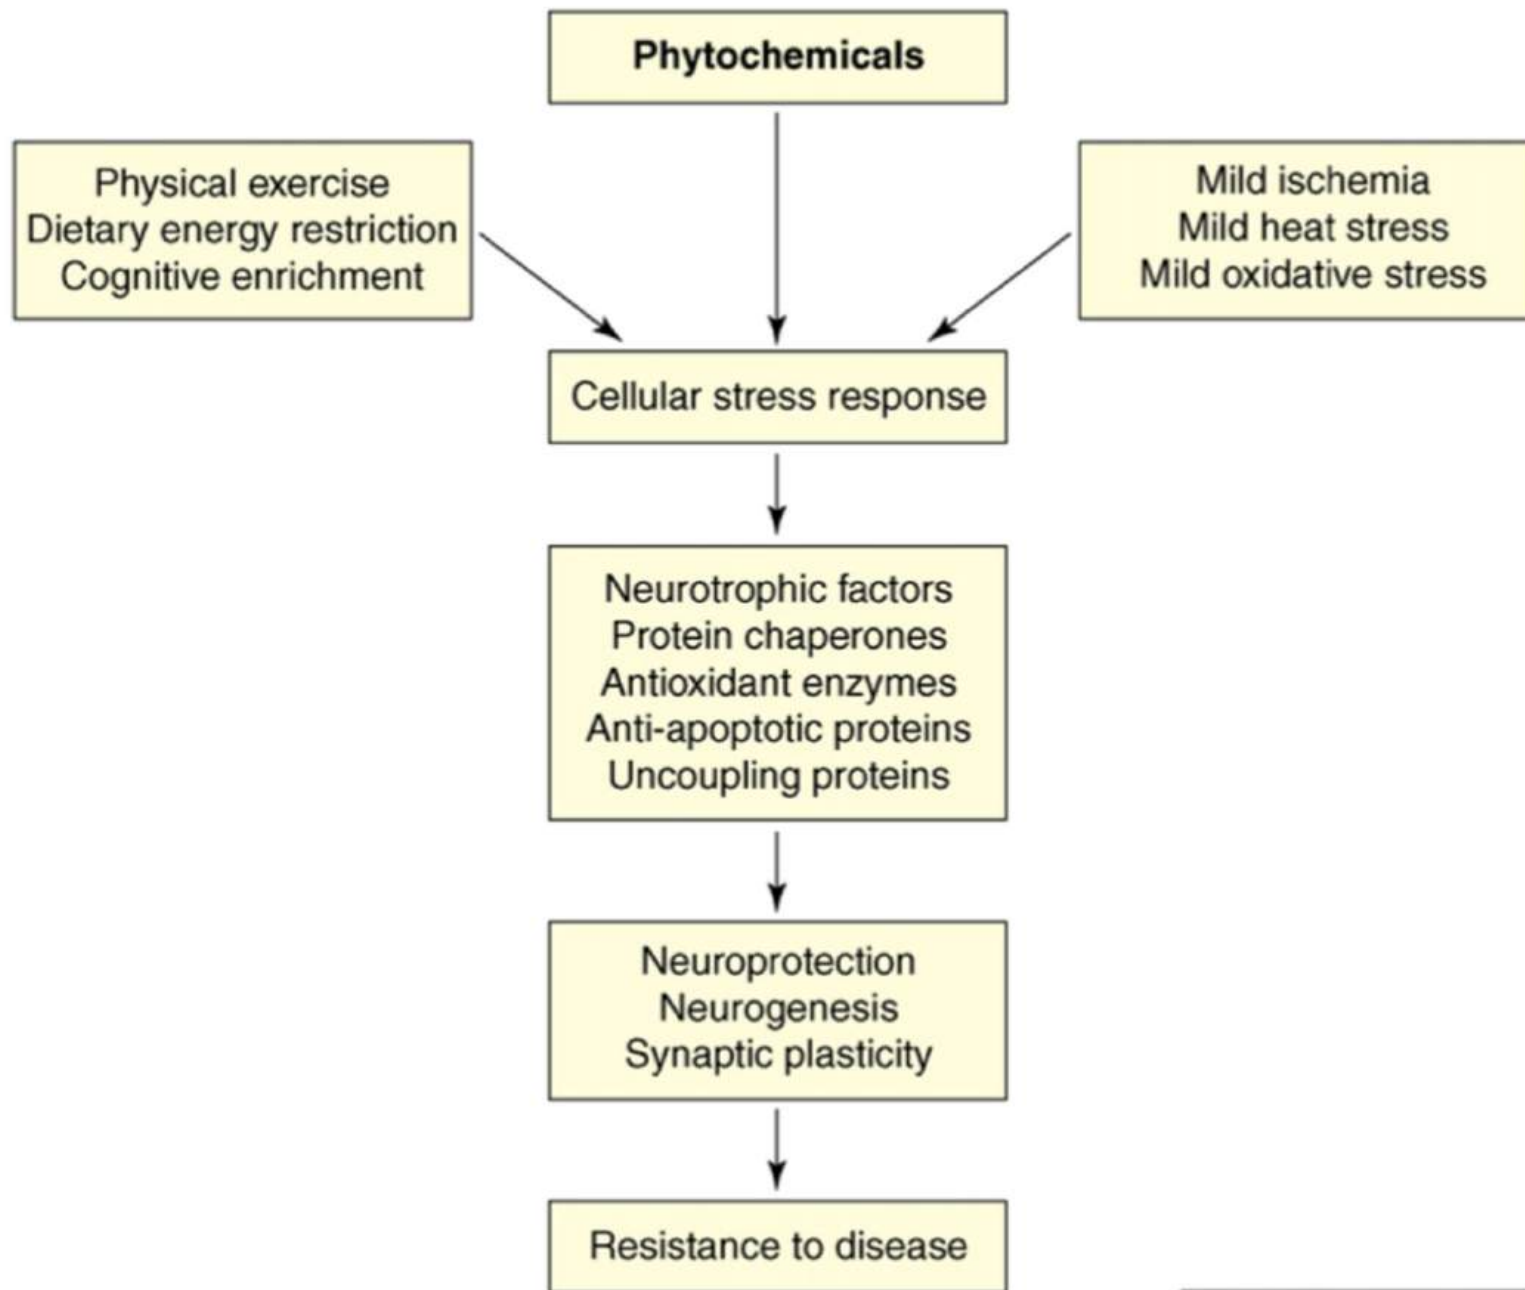 Phytochemicals
Physical exercise
Dietary energy restriction
Cognitive enrichment
Mild ischemia
Mild heat stress
Mild oxidative stress
Cellular stress response
Neurotrophic factors
Protein chaperones
Antioxidant enzymes
Anti-apoptotic proteins
Uncoupling proteins
Neuroprotection
Neurogenesis
Synaptic plasticity
Resistance to disease